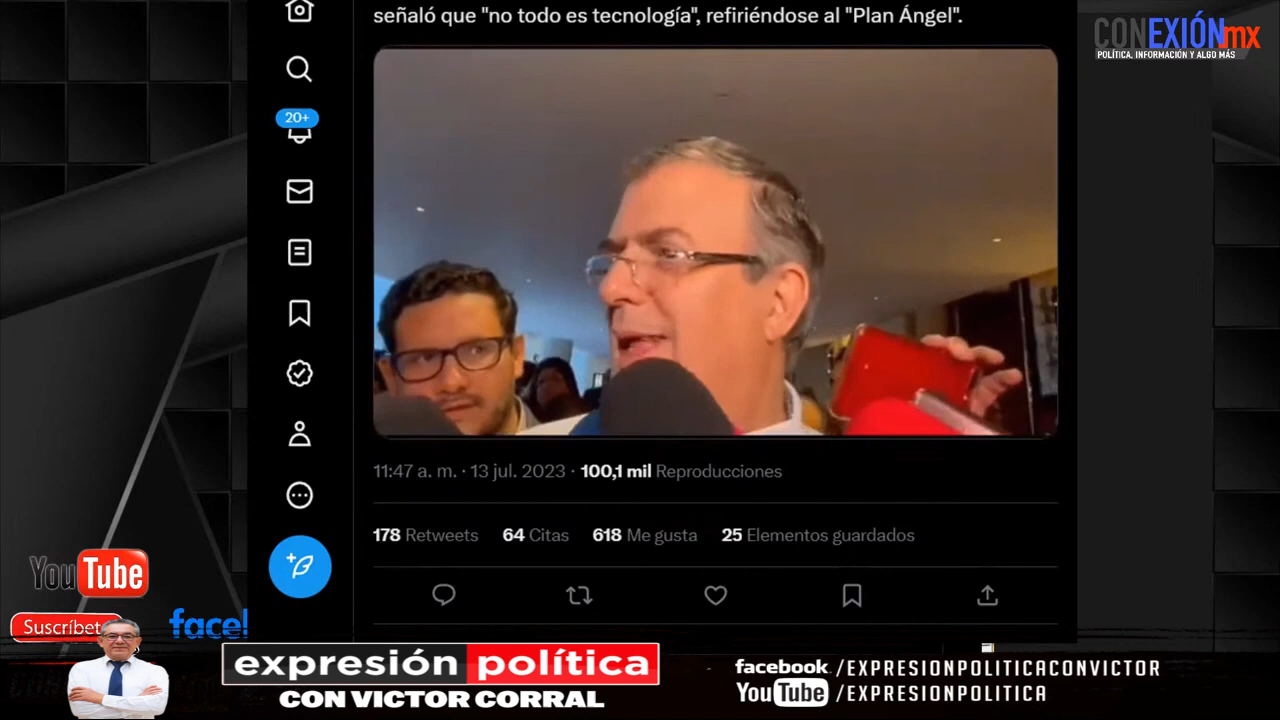 señaló que "no todo es tecnología", refiriéndose al "Plan Ángel".
CONEXIÓNmx
POLÍTICA, INFORMACIÓN Y ALGO MÁS
20+
11:47 a. m. · 13 jul. 2023 · 100,1 mil Reproducciones
178 Retweets 64 Citas 618 Me gusta 25 Elementos guardados
YouTube
Suscríbet
facel
expresión política
CON VICTOR CORRAL
facebook /EXPRESIONPOLITICACONVICTOR
YouTube /EXPRESIONPOLITICA